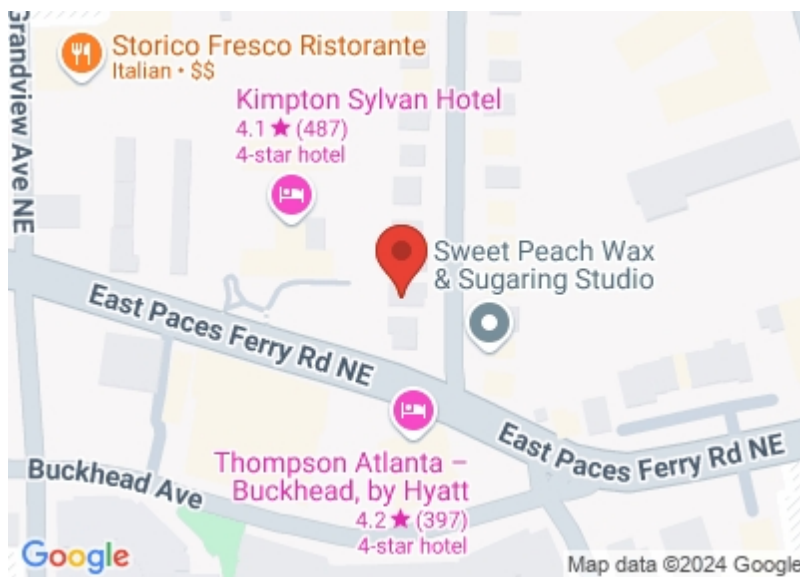 Grandview Ave NE
Storico Fresco Ristorante
Italian • $$
Kimpton Sylvan Hotel
4.1 ★ (487)
4-star hotel
Sweet Peach Wax
& Sugaring Studio
East Paces Ferry Rd NE
East Paces Ferry Rd NE
Thompson Atlanta –
Buckhead, by Hyatt
4.2 ★ (397)
4-star hotel
Buckhead Ave
Google
Map data ©2024 Google